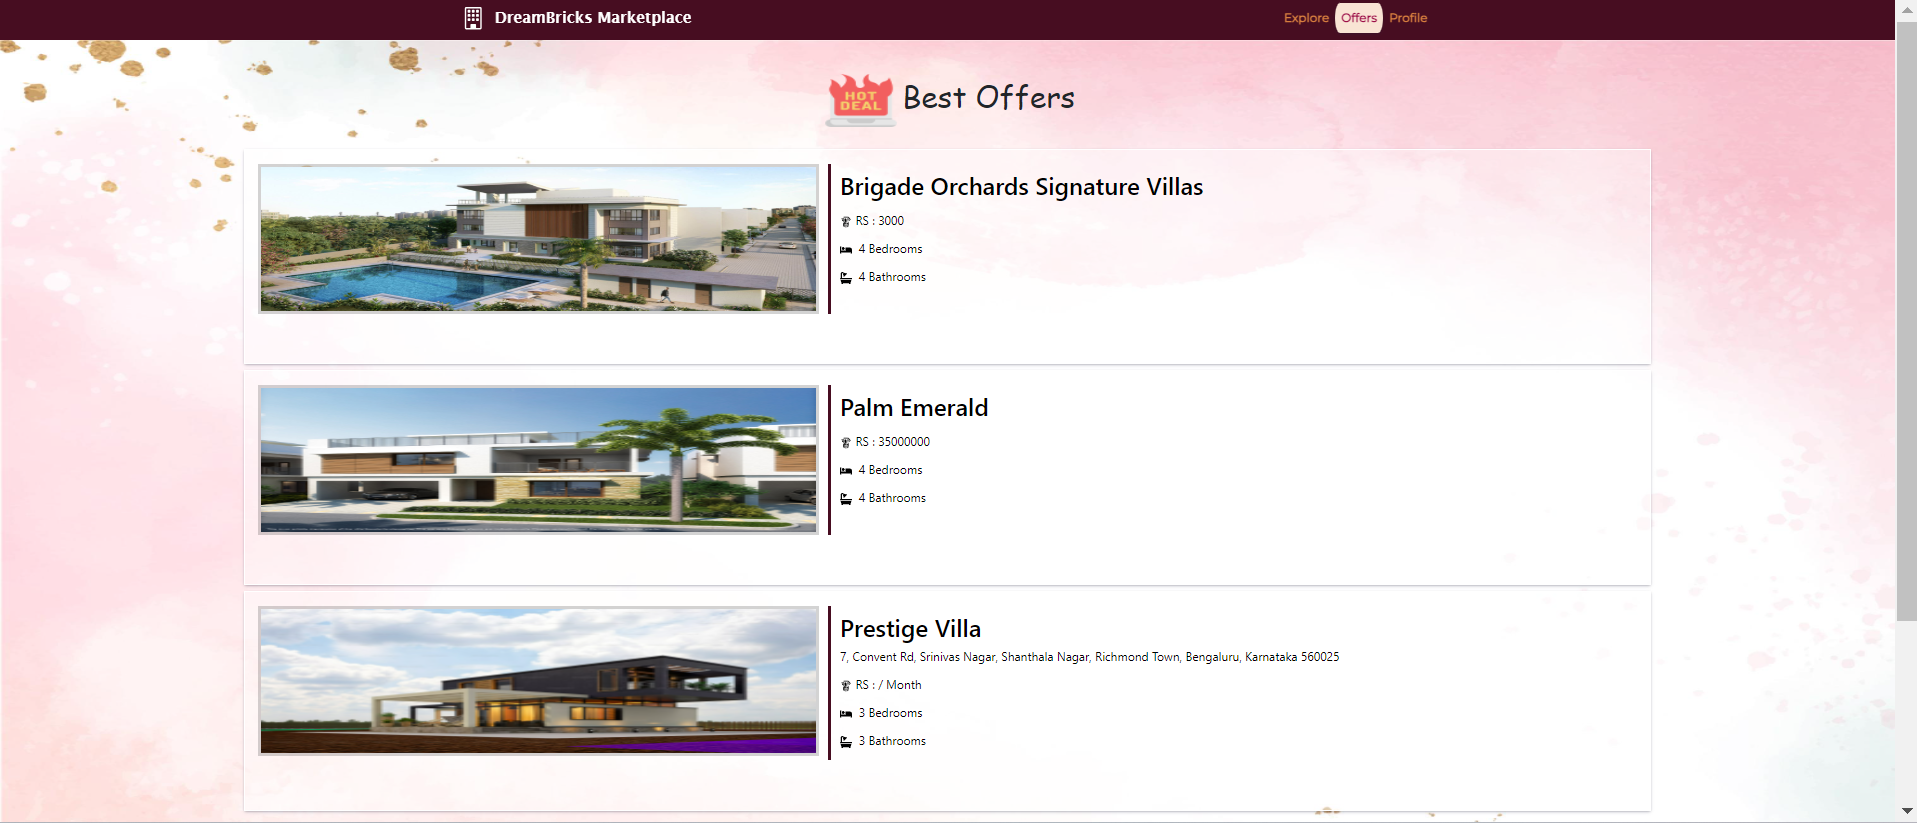 DreamBricks Marketplace
Explore Offers Profile
HOT
DEAL
Best Offers
Brigade Orchards Signature Villas
RS : 3000
4 Bedrooms
4 Bathrooms
Palm Emerald
RS : 35000000
4 Bedrooms
4 Bathrooms
Prestige Villa
7, Convent Rd, Srinivas Nagar, Shanthala Nagar, Richmond Town, Bengaluru, Karnataka 560025
RS : / Month
3 Bedrooms
3 Bathrooms